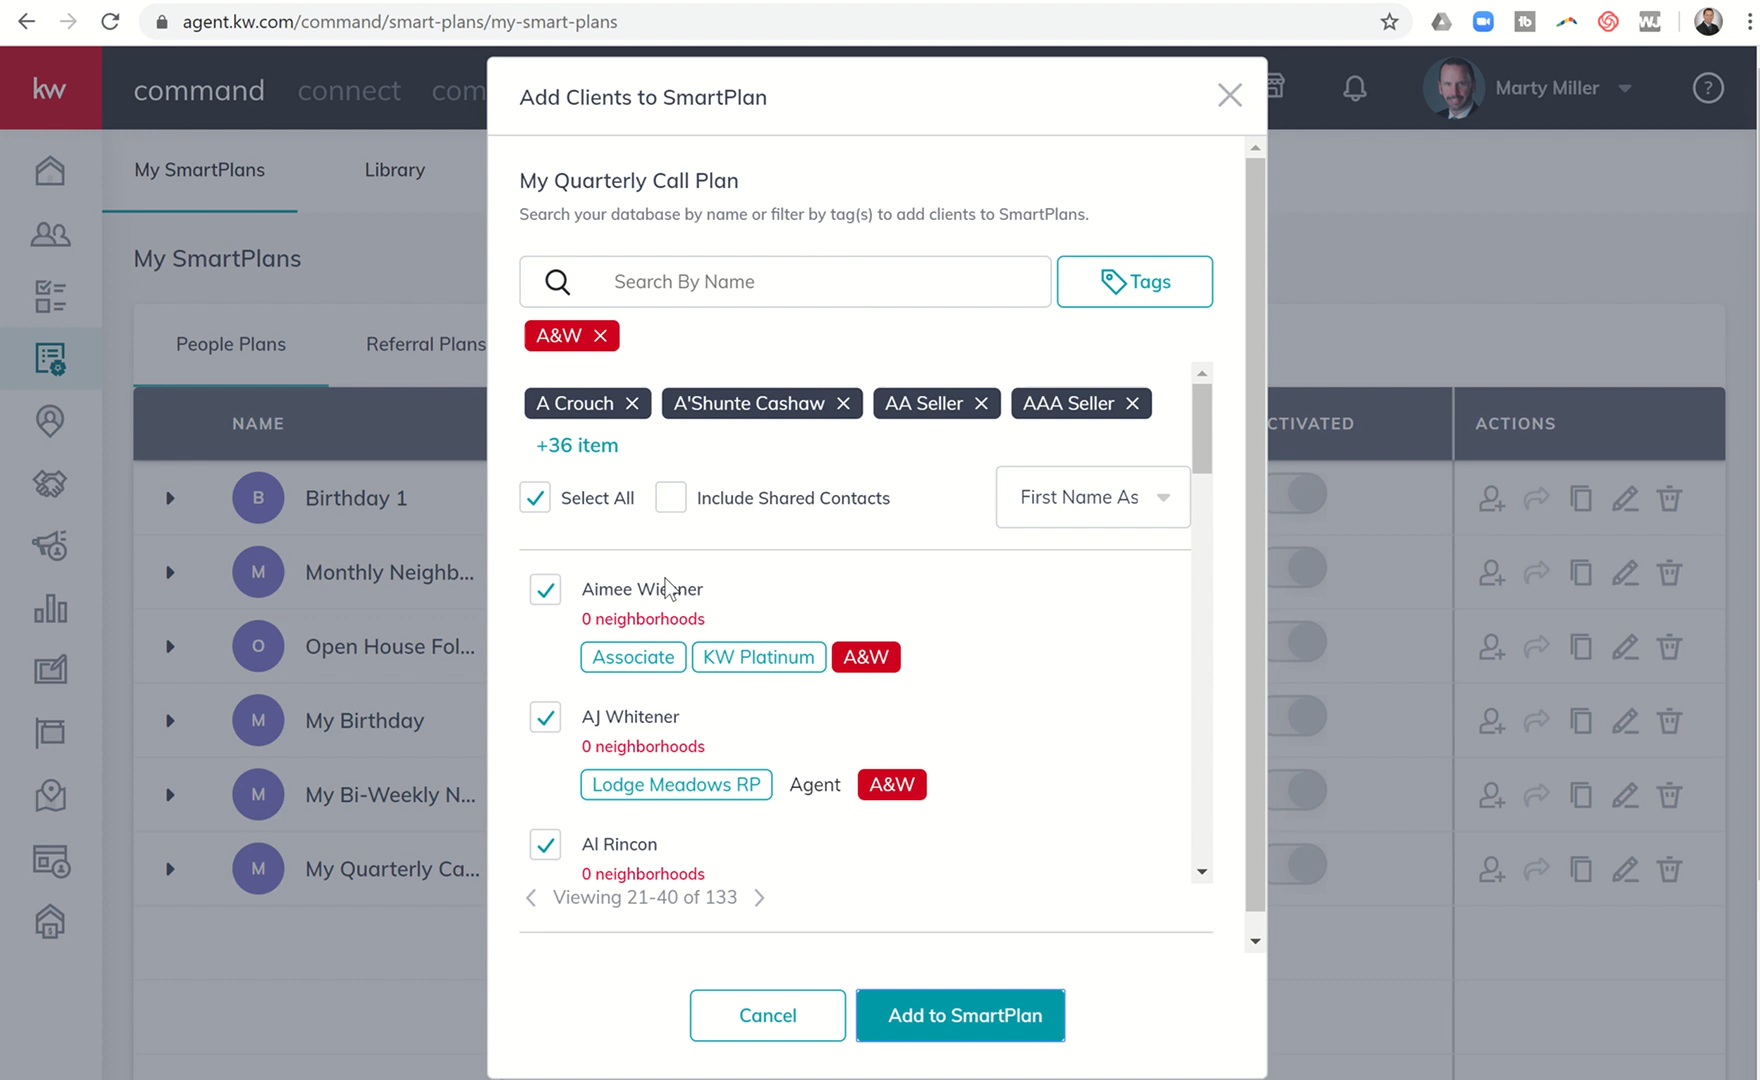 agent.kw.com/command/smart-plans/my-smart-plans
tb
WJ
kw
command connect com
Marty Miller
?
My SmartPlans Library
My SmartPlans
People Plans Referral Plans
NAME
CTIVATED ACTIONS
B Birthday 1
M Monthly Neighb...
O Open House Fol...
M My Birthday
M My Bi-Weekly N...
M My Quarterly Ca...
Add Clients to SmartPlan
My Quarterly Call Plan
Search your database by name or filter by tag(s) to add clients to SmartPlans.
Search By Name Tags
A&W
A Crouch A'Shunte Cashaw AA Seller AAA Seller
+36 item
Select All Include Shared Contacts First Name As
Aimee Wiesner
0 neighborhoods
Associate KW Platinum A&W
AJ Whitener
0 neighborhoods
Lodge Meadows RP Agent A&W
Al Rincon
0 neighborhoods
Viewing 21-40 of 133
Cancel Add to SmartPlan